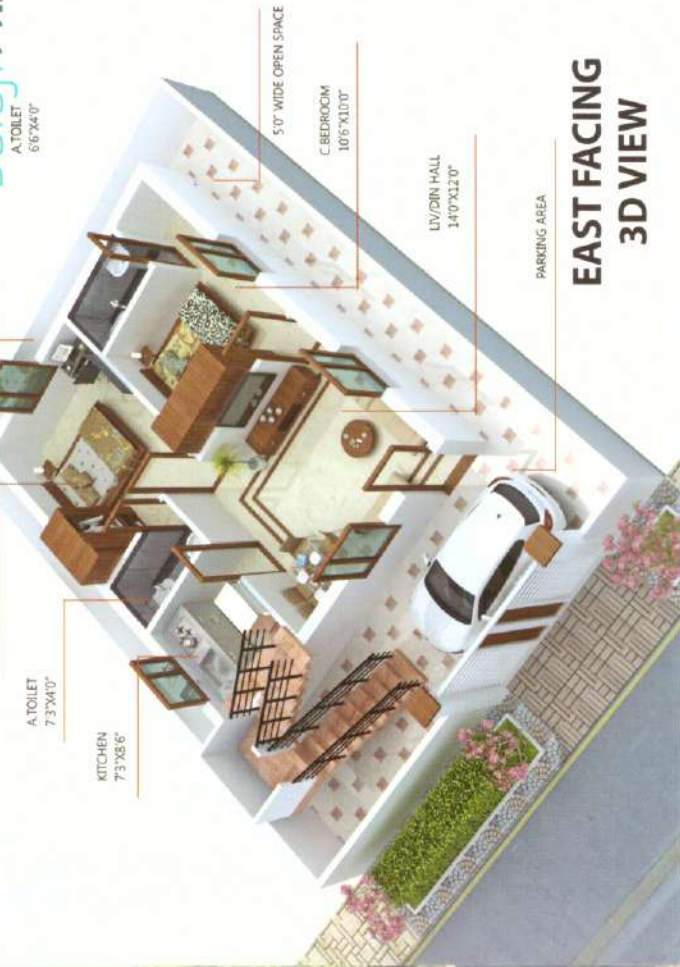 A.TOILET
6'6"X4'0"
5'0" WIDE OPEN SPACE
C.BEDROOM
10'6"X10'0"
LIV/DIN HALL
14'0"X12'0"
PARKING AREA
A.TOILET
7'3"X4'0"
KITCHEN
7'3"X8'6"
EAST FACING
3D VIEW